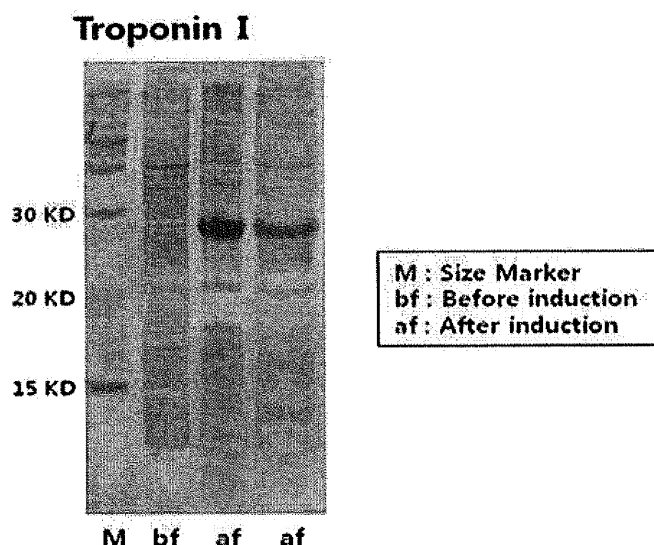 Troponin I
30 KD
20 KD
15 KD
M bf af af
M : Size Marker
bf : Before induction
af : After induction